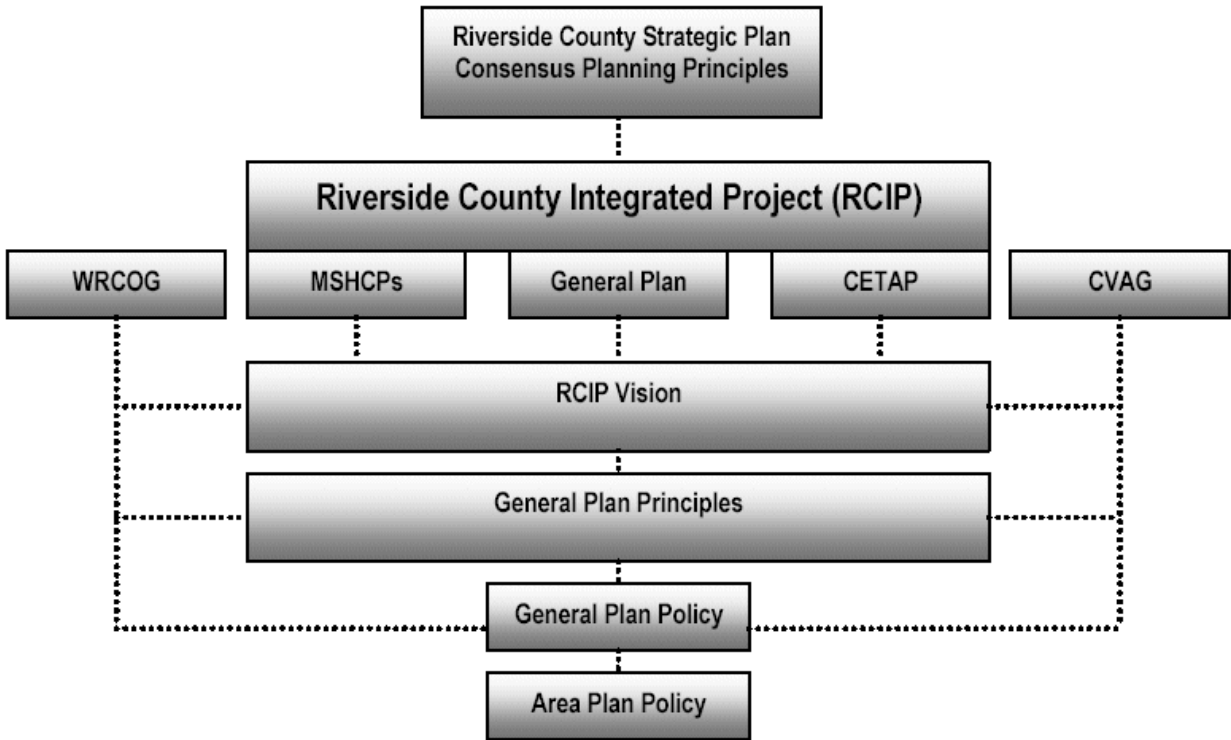 Riverside County Strategic Plan
Consensus Planning Principles
Riverside County Integrated Project (RCIP)
WRCOG
MSHCPs
General Plan
CETAP
CVAG
RCIP Vision
General Plan Principles
General Plan Policy
Area Plan Policy